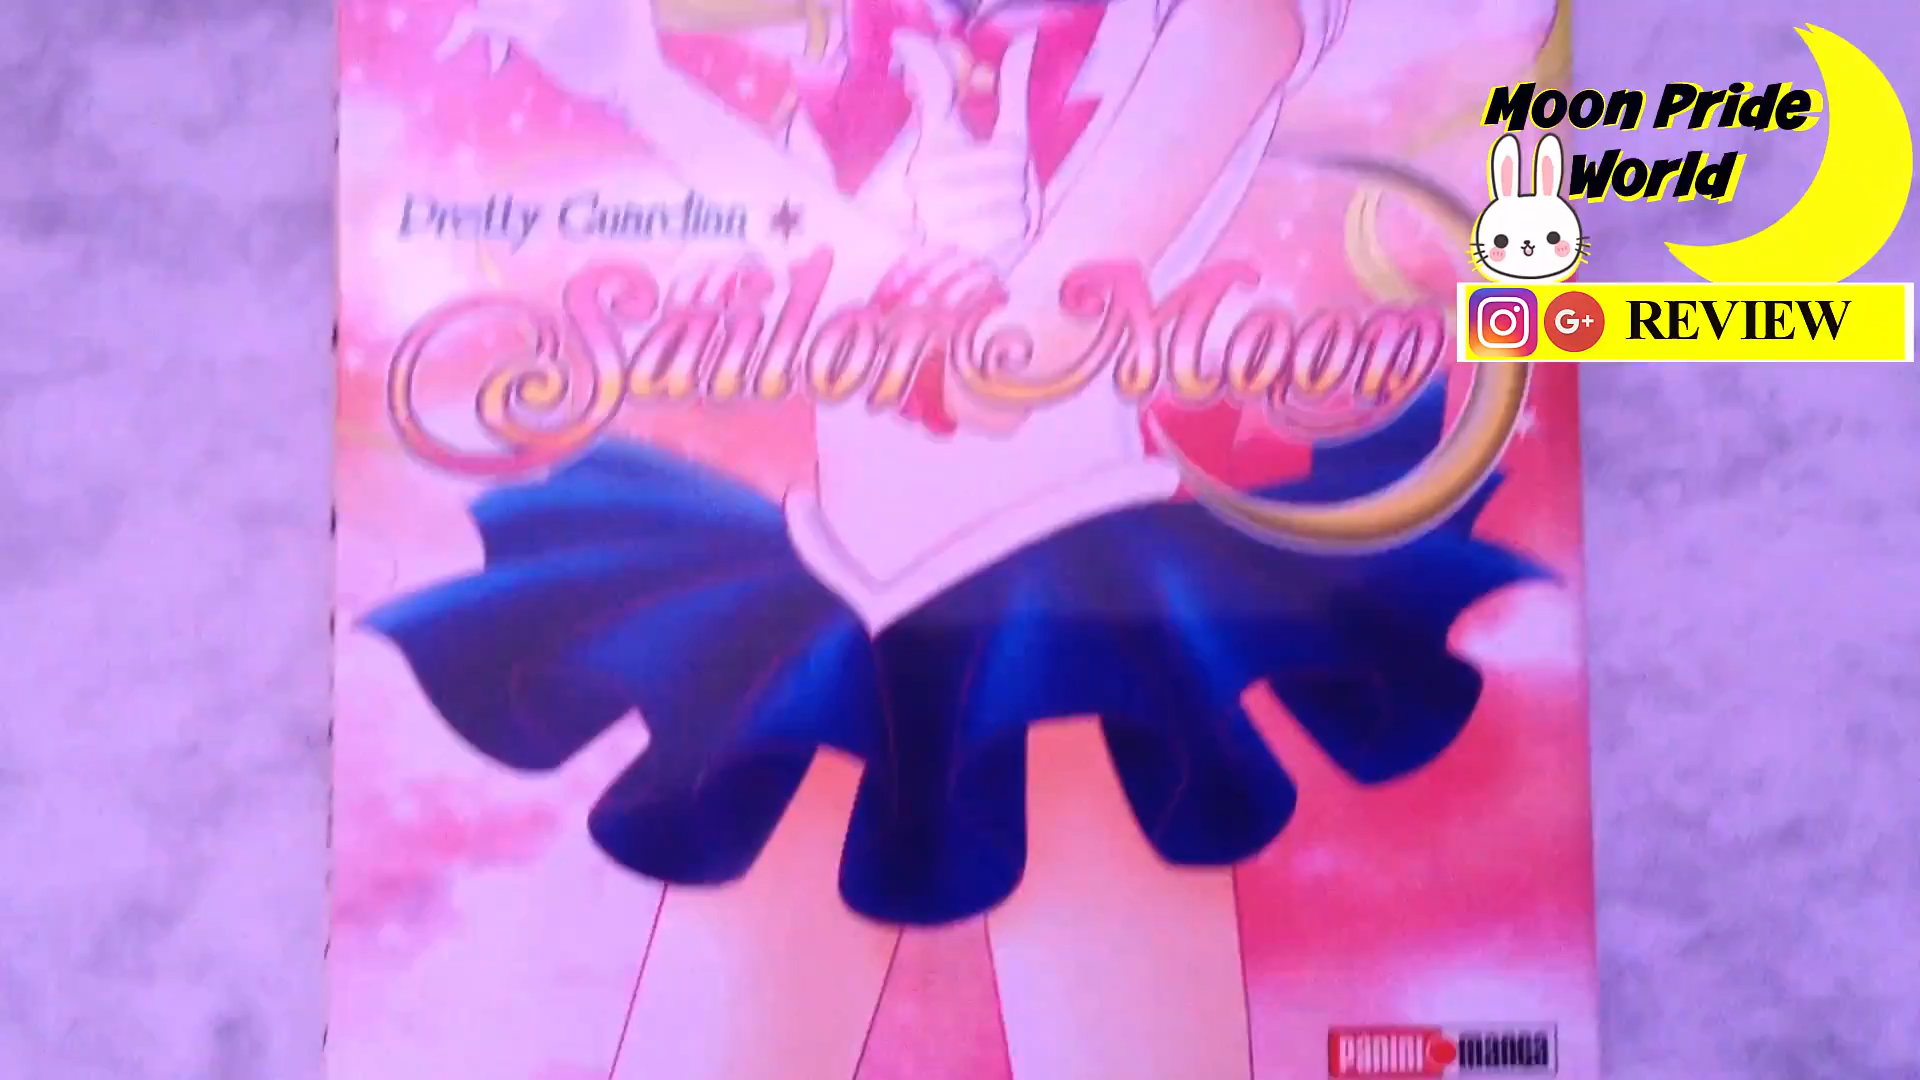 Pretty Guardian *
Sailor Moon
Moon Pride
World
G+ REVIEW
panini manga